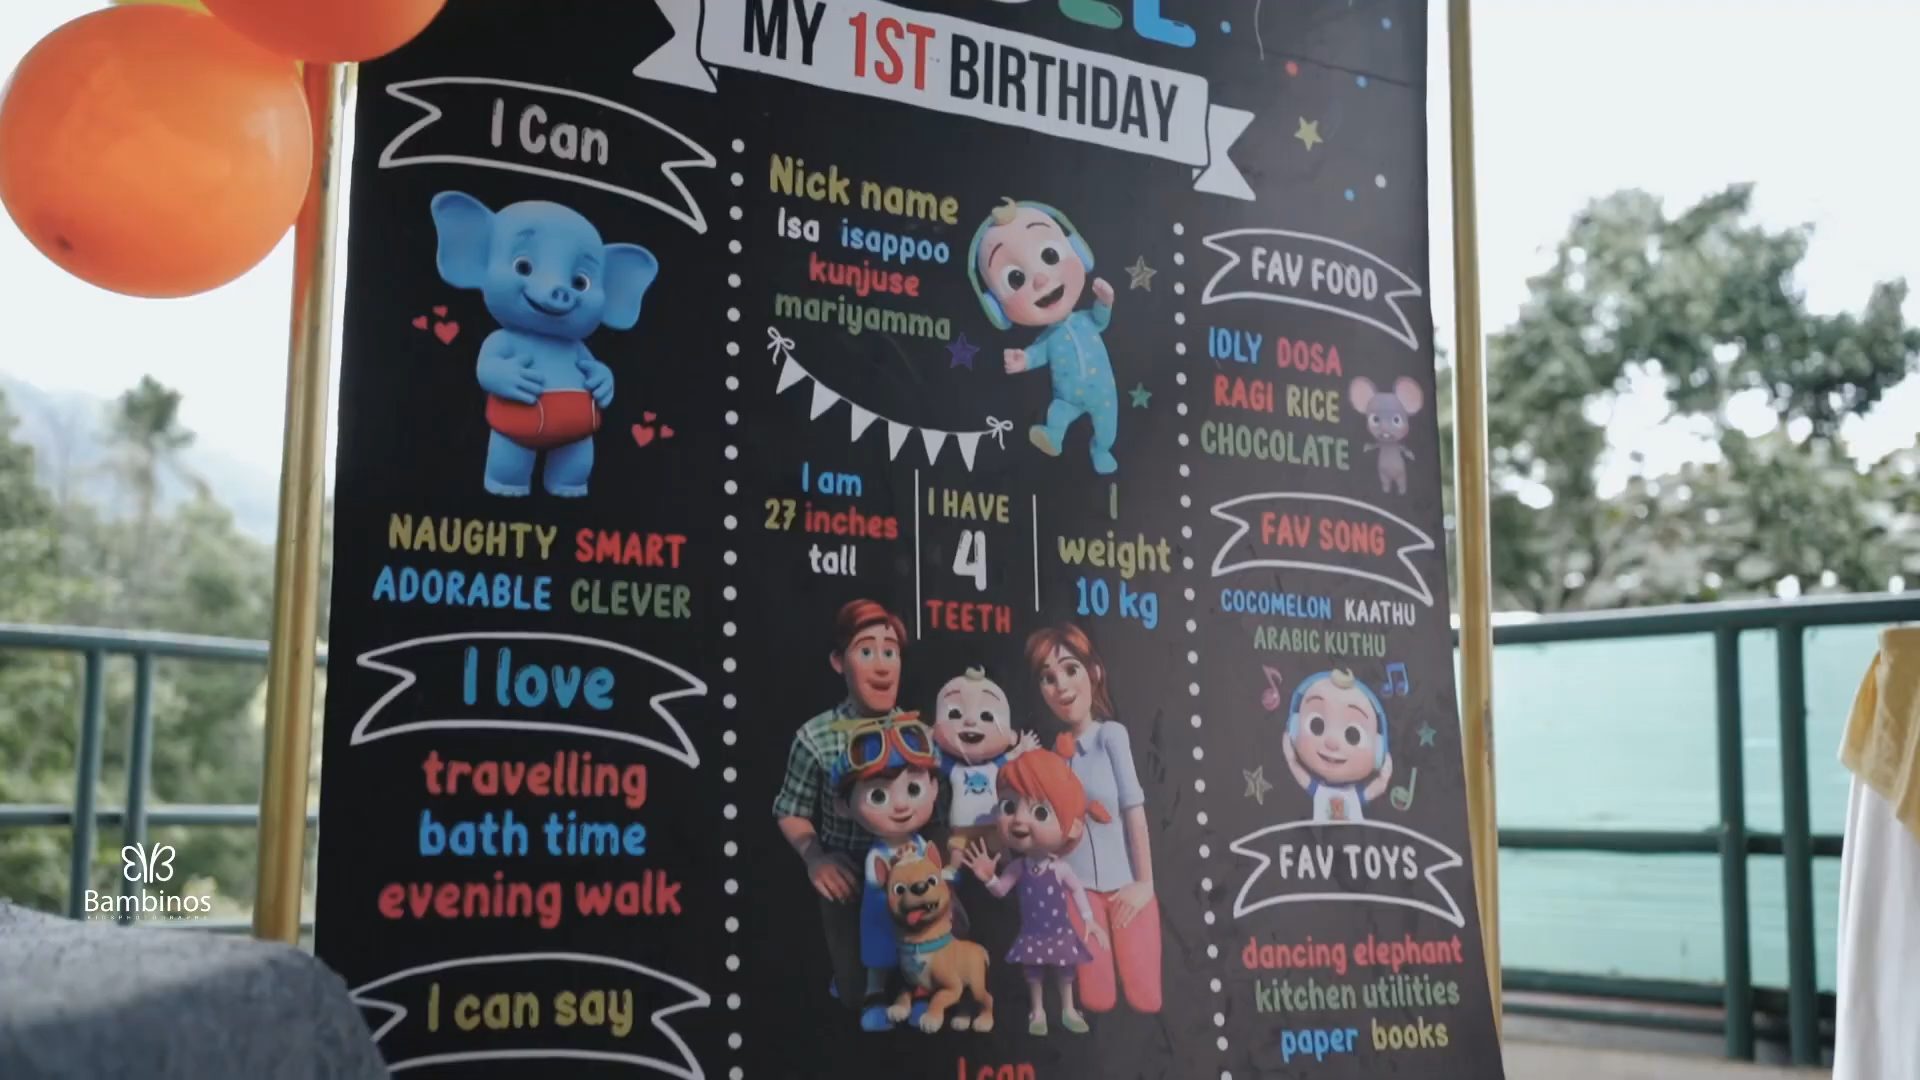 MY 1ST BIRTHDAY
I Can
NAUGHTY SMART
ADORABLE CLEVER
I love
travelling
bath time
evening walk
I can say
Nick name
Isa isappoo
kunjuse
mariyamma
I am
27 inches
tall
I HAVE
4
TEETH
I
weight
10 kg
I can
FAV FOOD
IDLY DOSA
RAGI RICE
CHOCOLATE
FAV SONG
COCOMELON KAATHU
ARABIC KUTHU
FAV TOYS
dancing elephant
kitchen utilities
paper books
Bambinos